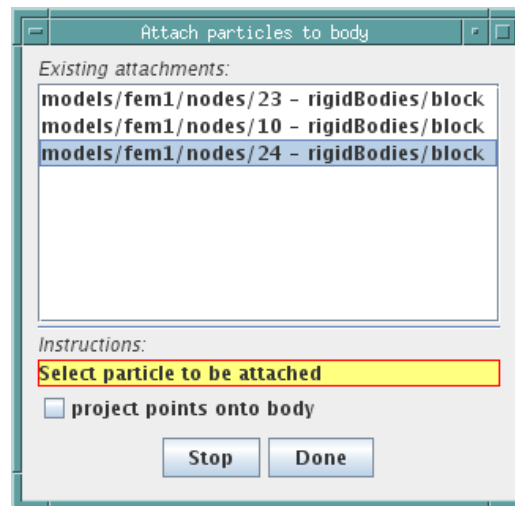 Attach particles to body
Existing attachments:
models/fem1/nodes/23 – rigidBodies/block
models/fem1/nodes/10 – rigidBodies/block
models/fem1/nodes/24 – rigidBodies/block
Instructions:
Select particle to be attached
project points onto body
Stop Done